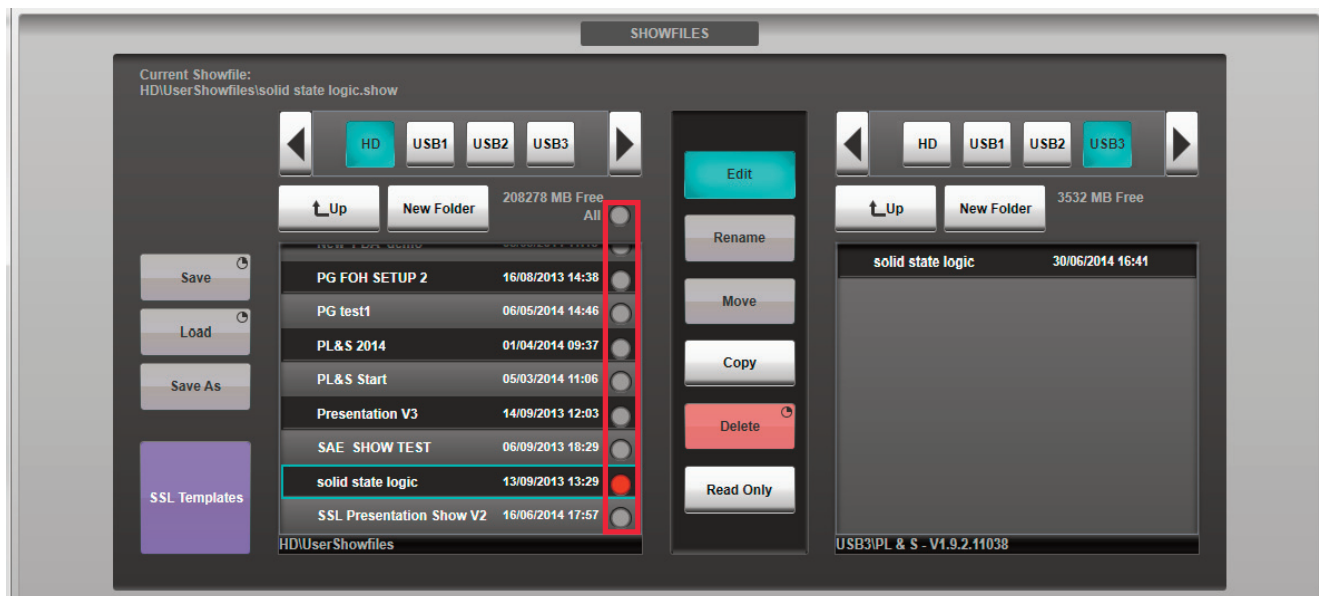 SHOWFILES
Current Showfile:
HD\UserShowfiles\solid state logic.show
HD USB1 USB2 USB3
Up New Folder 208278 MB Free
All
PG FOH SETUP 2 16/08/2013 14:38
PG test1 06/05/2014 14:46
PL&S 2014 01/04/2014 09:37
PL&S Start 05/03/2014 11:06
Presentation V3 14/09/2013 12:03
SAE SHOW TEST 06/09/2013 18:29
solid state logic 13/09/2013 13:29
SSL Presentation Show V2 16/06/2014 17:57
HD\UserShowfiles
Save
Load
Save As
SSL Templates
Edit
Rename
Move
Copy
Delete
Read Only
HD USB1 USB2 USB3
Up New Folder 3532 MB Free
solid state logic 30/06/2014 16:41
USB3\PL & S - V1.9.2.11038